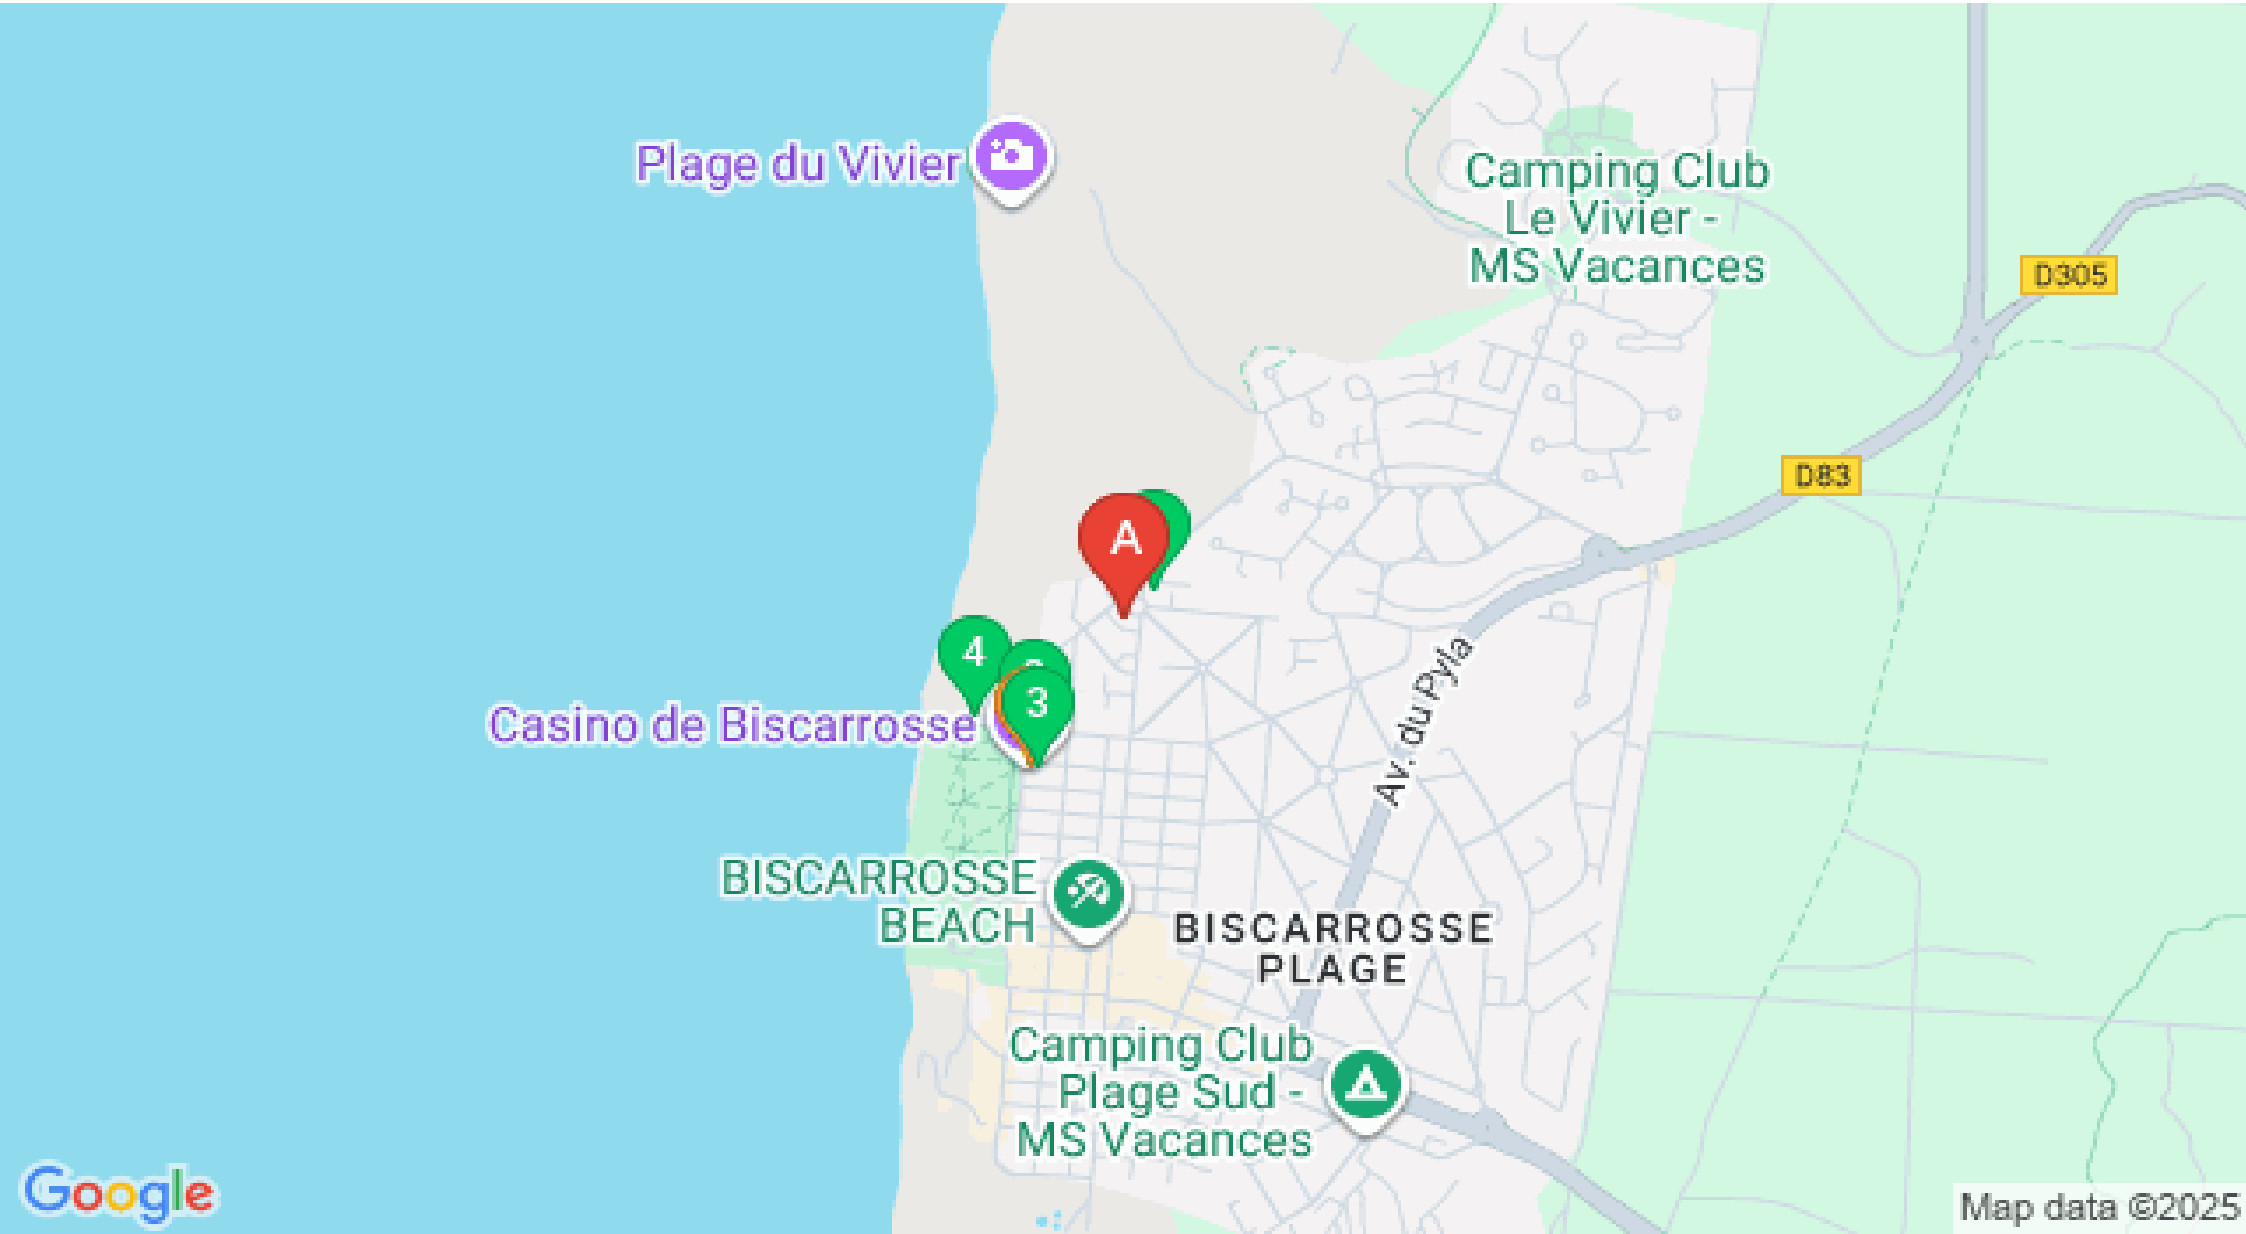 Plage du Vivier
Camping Club
Le Vivier -
MS Vacances
D305
D83
A
4
3
Casino de Biscarrosse
Av. du Pyla
BISCARROSSE
BEACH
BISCARROSSE
PLAGE
Camping Club
Plage Sud -
MS Vacances
Google
Map data ©2025